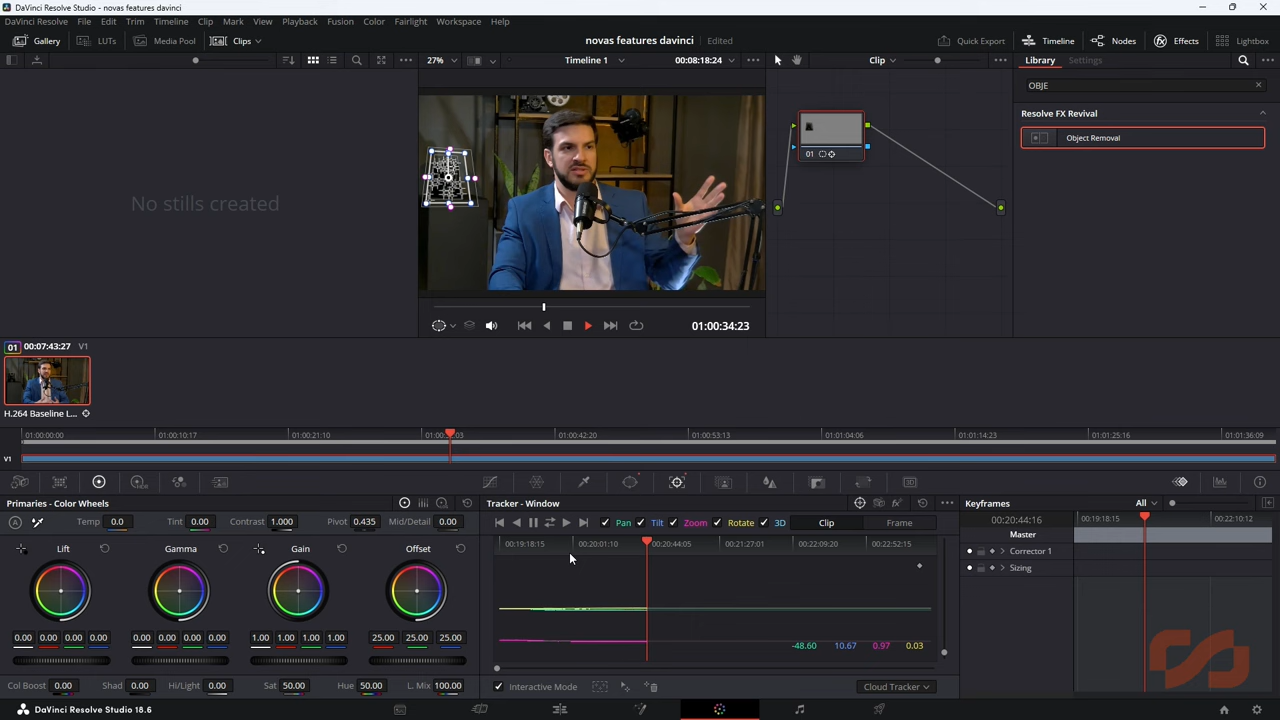 DaVinci Resolve Studio - novas features davinci
DaVinci Resolve File Edit Trim Timeline Clip Mark View Playback Fusion Color Fairlight Workspace Help
Gallery LUTs Media Pool Clips novas features davinci Edited Quick Export Timeline Nodes Effects Lightbox
27% Timeline 1 00:08:18:24 Clip Library Settings
OBJE
Resolve FX Revival
Object Removal
01
No stills created
01:00:34:23
01 00:07:43:27 V1
H.264 Baseline L...
01:00:00:00 01:00:10:17 01:00:21:10 01:00: :03 01:00:42:20 01:00:53:13 01:01:04:06 01:01:14:23 01:01:25:16 01:01:36:09
V1
Primaries - Color Wheels Tracker - Window Keyframes All
Temp 0.0 Tint 0.00 Contrast 1.000 Pivot 0.435 Mid/Detail 0.00 Pan Tilt Zoom Rotate 3D Clip Frame
00:20:44:16 00:19:18:15 00:22:10:12
Master
Lift Gamma Gain Offset 00:19:18:15 00:20:01:10 00:20:44:05 00:21:27:01 00:22:09:20 00:22:52:15
Corrector 1
Sizing
0.00 0.00 0.00 0.00 0.00 0.00 0.00 0.00 1.00 1.00 1.00 1.00 25.00 25.00 25.00
-48.60 10.67 0.97 0.03
Col Boost 0.00 Shad 0.00 Hi/Light 0.00 Sat 50.00 Hue 50.00 L. Mix 100.00 Interactive Mode Cloud Tracker
DaVinci Resolve Studio 18.6